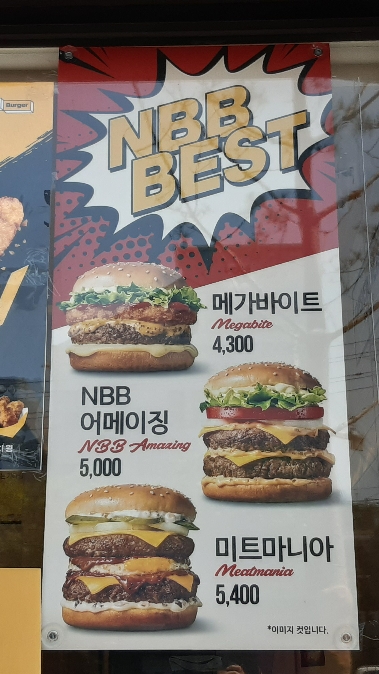 Burger
NBB
BEST
메가바이트
Megabite
4,300
NBB
어메이징
NBB Amazing
5,000
미트마니아
Meatmania
5,400
*이미지 컷입니다.